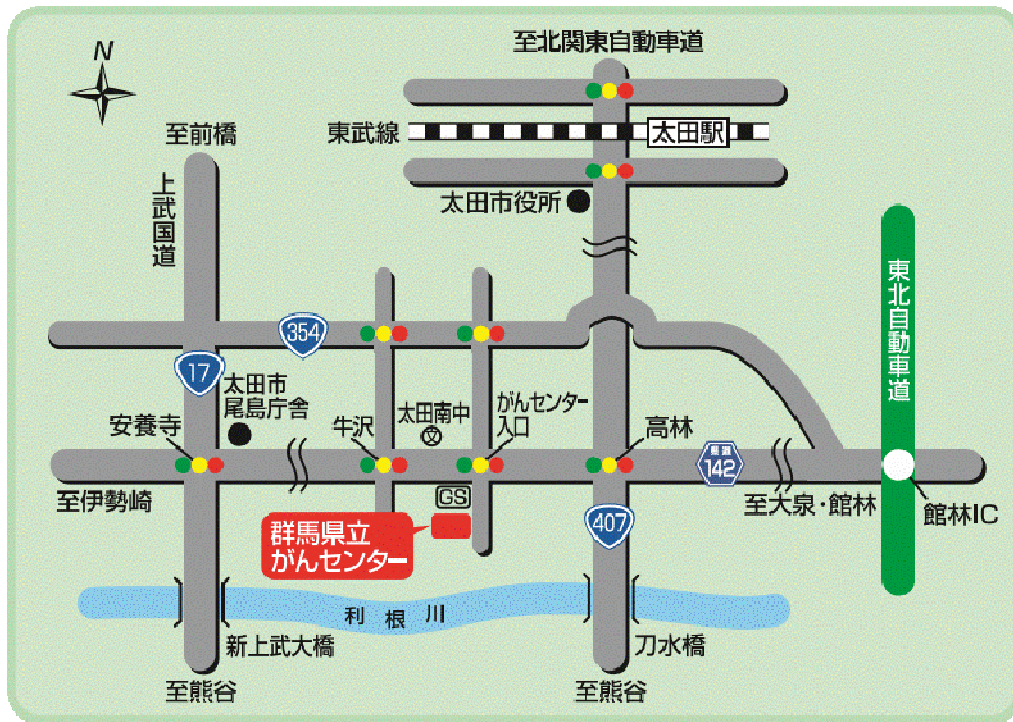 N
至北関東自動車道
至前橋
東武線
太田駅
上武国道
太田市役所
東北自動車道
354
17
太田市
尾島庁舎
安養寺
牛沢
太田南中
文
がんセンター
入口
高林
県道
142
至伊勢崎
GS
至大泉・館林
館林IC
407
群馬県立
がんセンター
利根川
新上武大橋
刀水橋
至熊谷
至熊谷